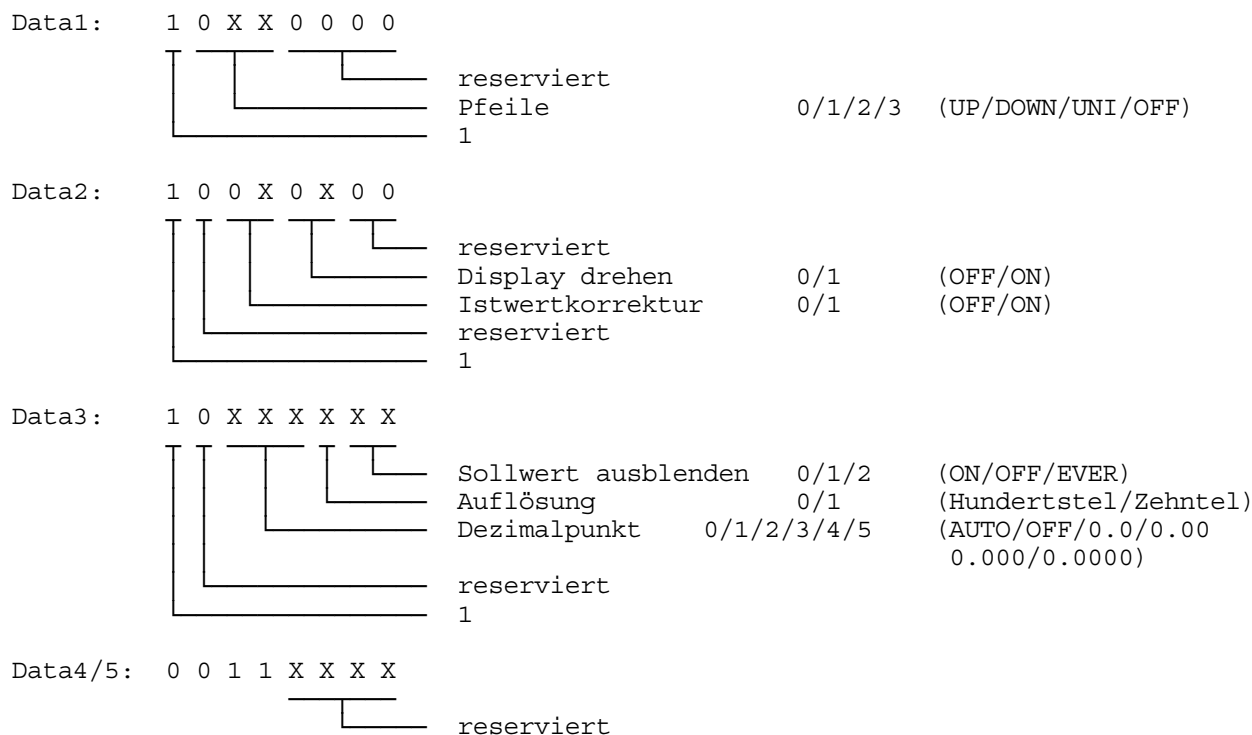 Data1: 1 0 X X 0 0 0 0
reserviert
Pfeile 0/1/2/3 (UP/DOWN/UNI/OFF)
1
Data2: 1 0 0 X 0 X 0 0
reserviert
Display drehen 0/1 (OFF/ON)
Istwertkorrektur 0/1 (OFF/ON)
reserviert
1
Data3: 1 0 X X X X X X
Sollwert ausblenden 0/1/2 (ON/OFF/EVER)
Auflösung 0/1 (Hundertstel/Zehntel)
Dezimalpunkt 0/1/2/3/4/5 (AUTO/OFF/0.0/0.00
0.000/0.0000)
reserviert
1
Data4/5: 0 0 1 1 X X X X
reserviert